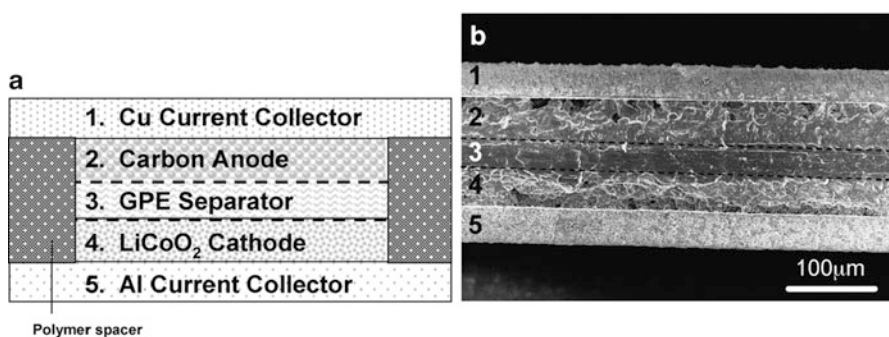 a
1. Cu Current Collector
2. Carbon Anode
3. GPE Separator
4. LiCoO₂ Cathode
5. Al Current Collector
Polymer spacer
b
1
2
3
4
5
100µm